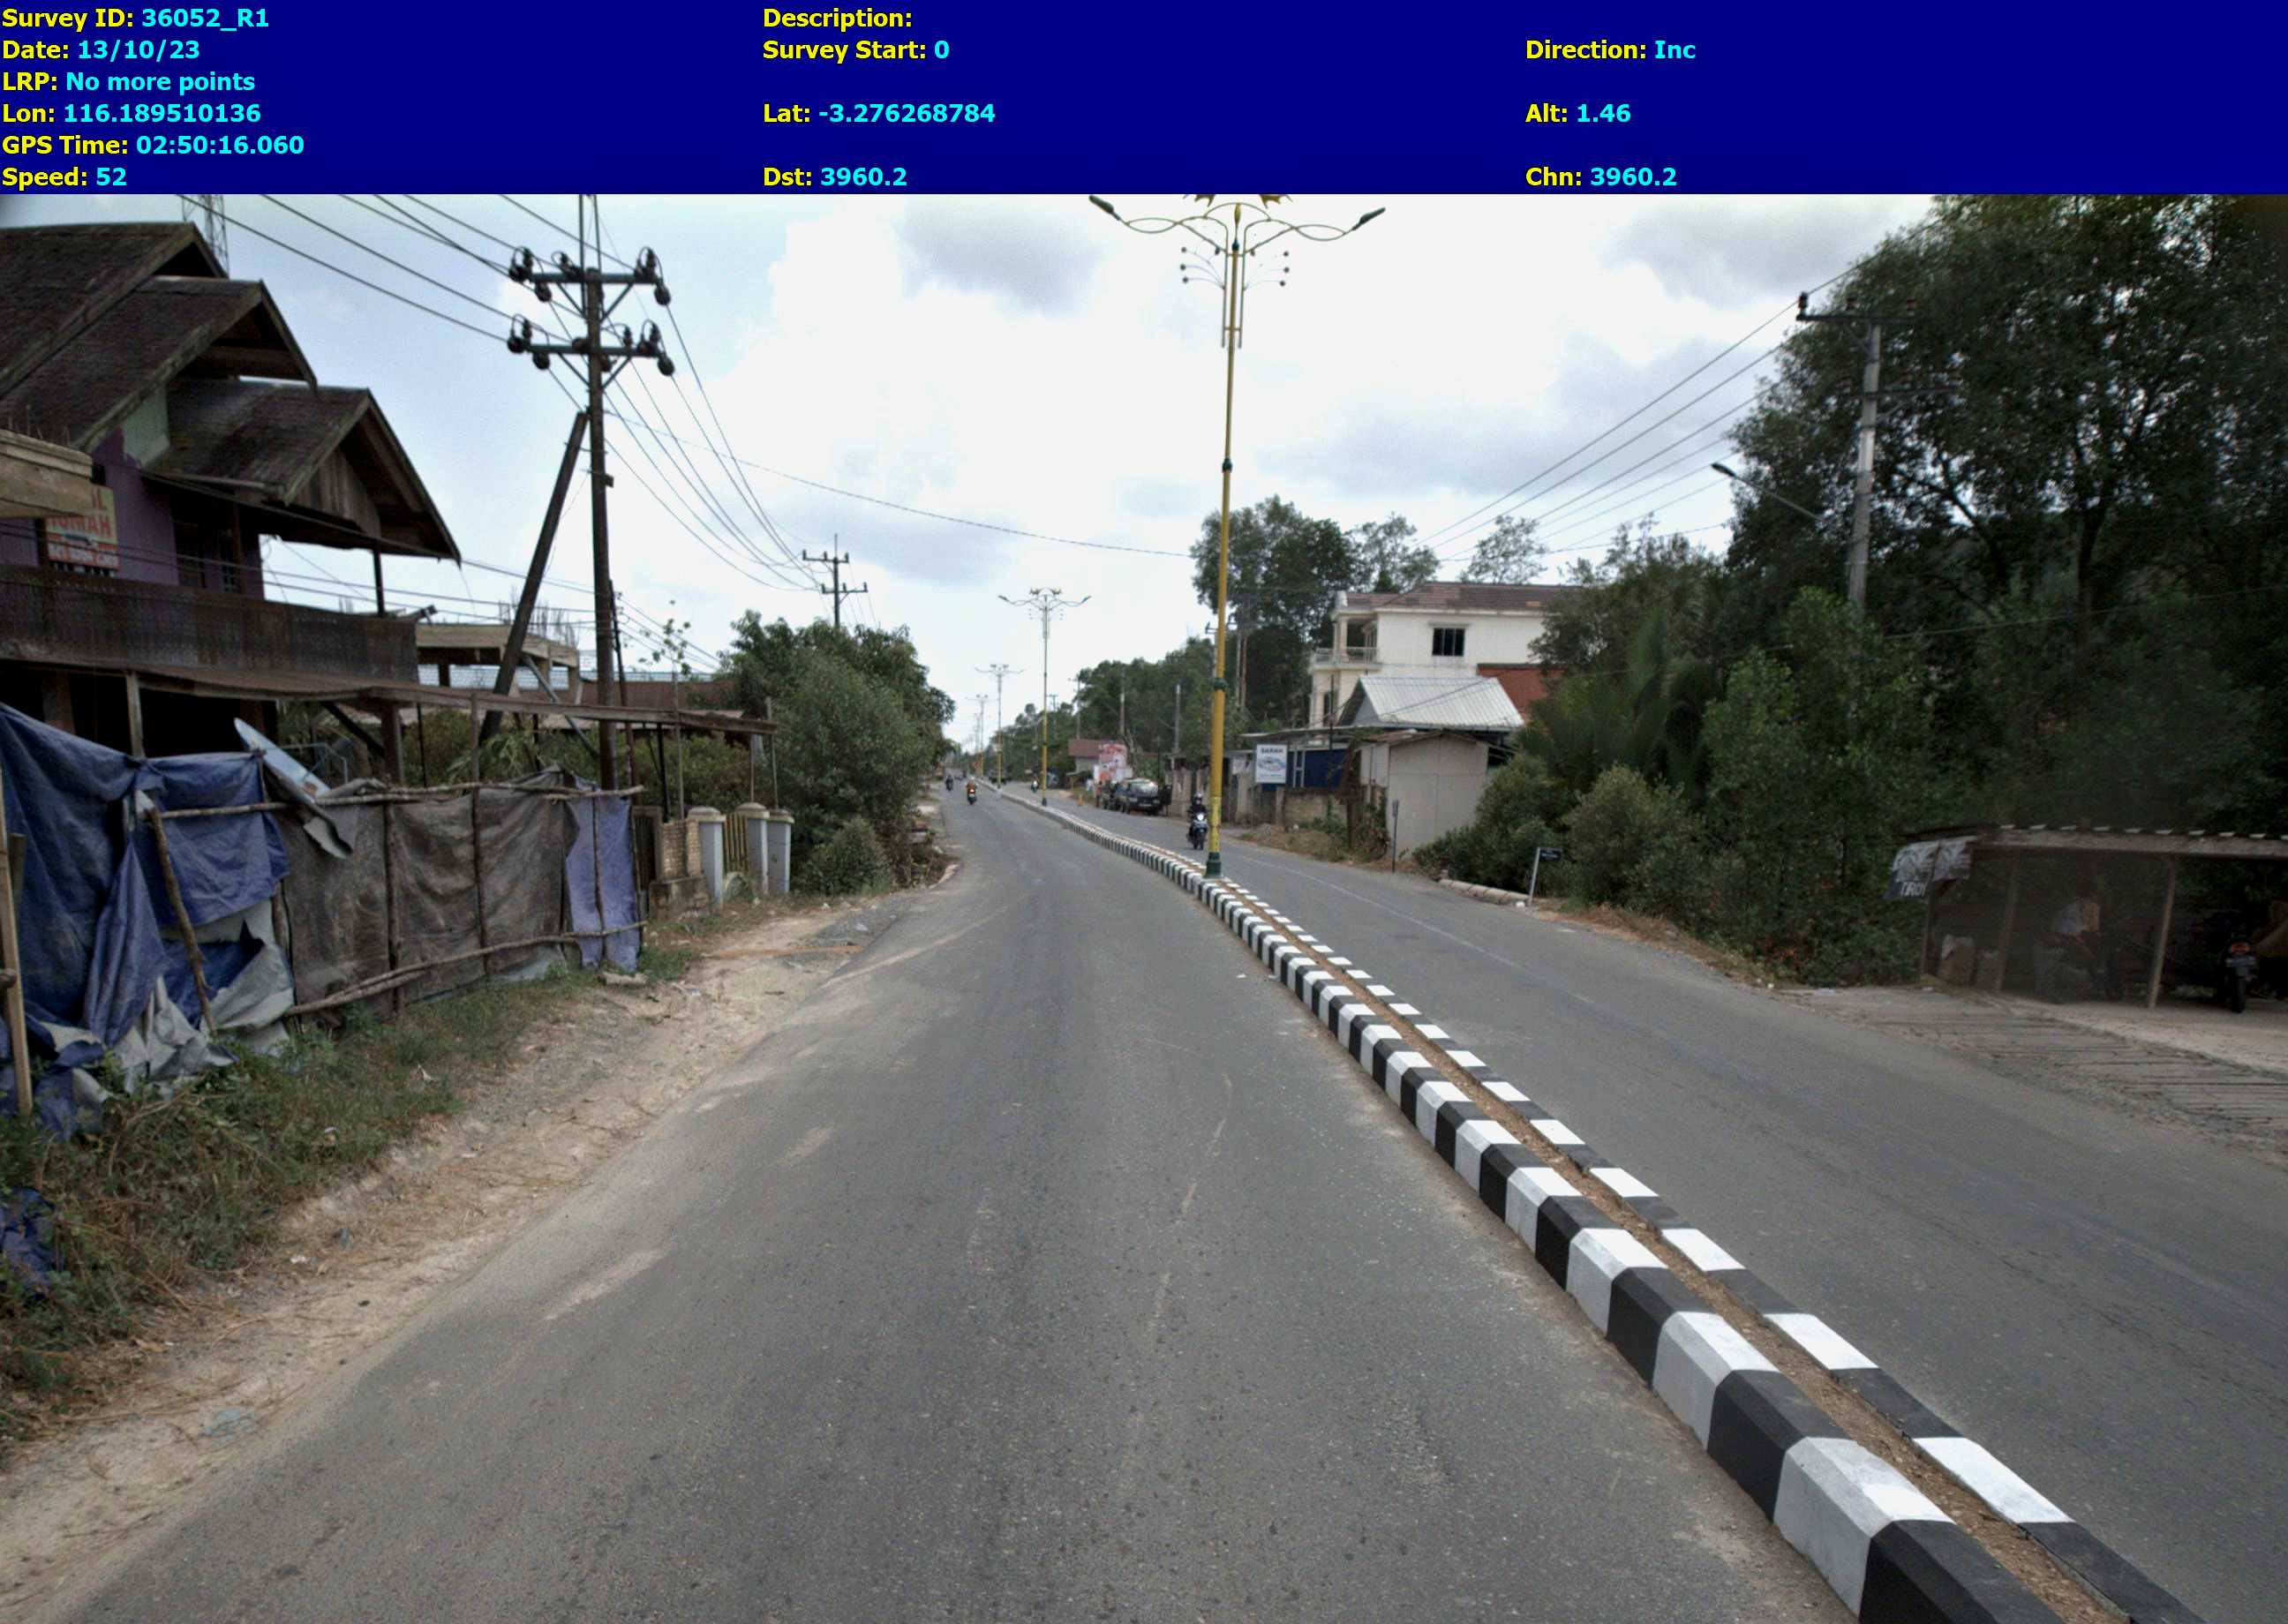 Survey ID: 36052_R1
Description:
Date: 13/10/23
Survey Start: 0
Direction: Inc
LRP: No more points
Lon: 116.189510136
Lat: -3.276268784
Alt: 1.46
GPS Time: 02:50:16.060
Speed: 52
Dst: 3960.2
Chn: 3960.2
RUMAH
SARAH